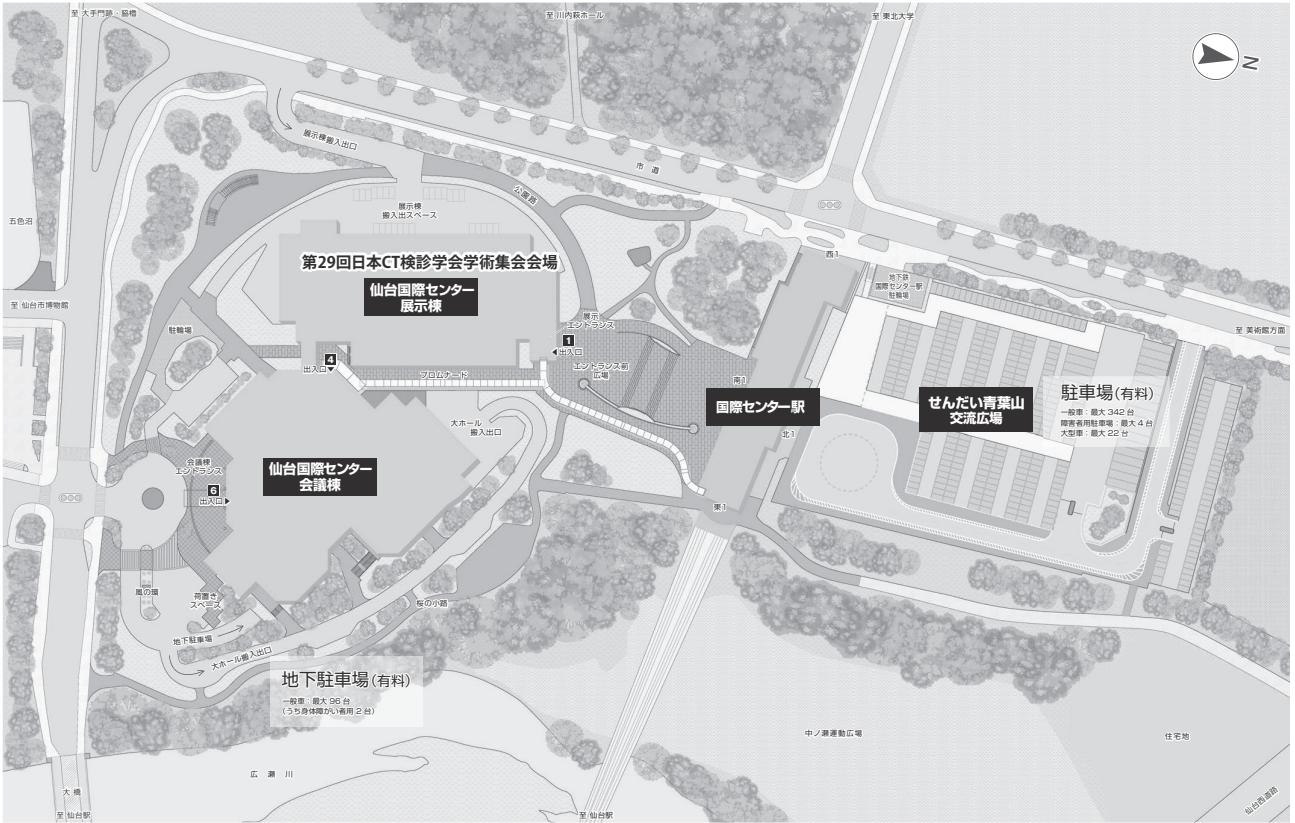 至 大手門跡・脇櫓
至 川内萩ホール
至 東北大学
N
展示棟搬入出口
市 道
公園路
五色沼
展示棟
搬入出スペース
西1
第29回日本CT検診学会学術集会会場
仙台国際センター
展示棟
地下鉄
国際センター駅
駐輪場
至 仙台市博物館
駐輪場
展示
エントランス
1
出入口
至 美術館方面
4
出入口
プロムナード
エントランス前
広場
南1
国際センター駅
せんだい青葉山
交流広場
駐車場(有料)
一般車:最大 342 台
障害者用駐車場:最大 4 台
大型車:最大 22 台
大ホール
搬入出口
北1
会議棟
エントランス
仙台国際センター
会議棟
6
出入口
東1
風の環
荷置き
スペース
桜の小路
地下駐車場
大ホール搬入出口
地下駐車場(有料)
一般車:最大 96 台
(うち身体障がい者用 2 台)
中ノ瀬運動広場
住宅地
広 瀬 川
大 橋
至 仙台駅
至 仙台駅
仙台西道路